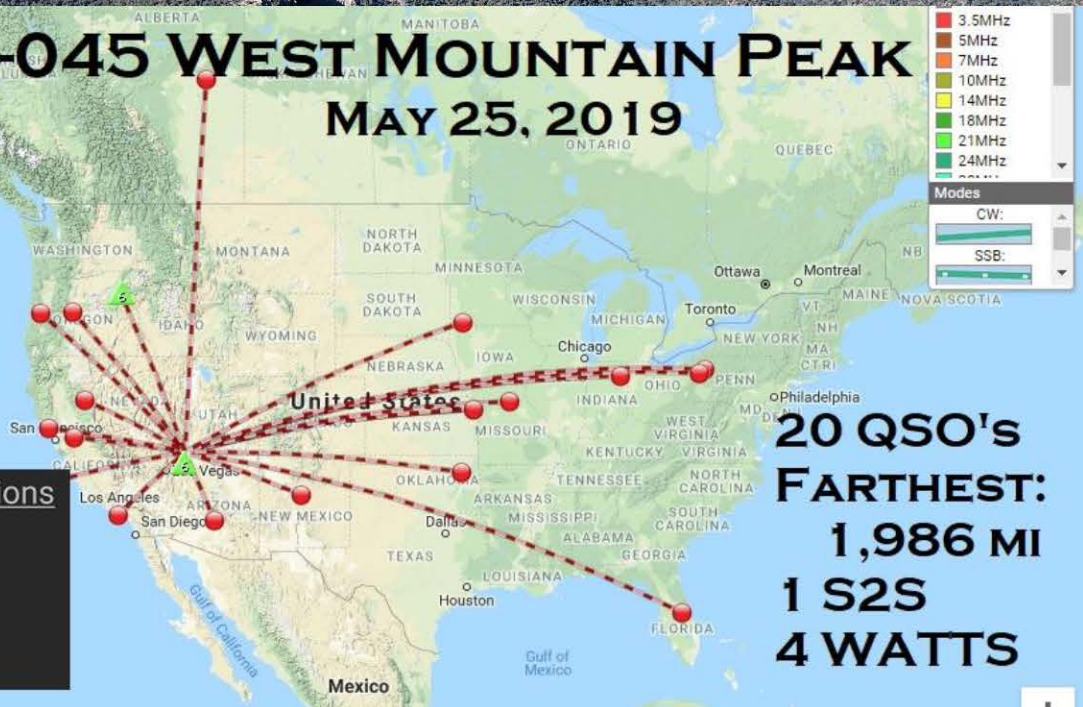 -045 West Mountain Peak
May 25, 2019
20 QSO's
Farthest:
1,986 mi
1 S2S
4 Watts
3.5MHz
5MHz
7MHz
10MHz
14MHz
18MHz
21MHz
24MHz
Modes
CW:
SSB:
ions
ALBERTA
MANITOBA
ONTARIO
QUEBEC
NB
NOVA SCOTIA
WASHINGTON
MONTANA
NORTH DAKOTA
MINNESOTA
Ottawa
Montreal
MAINE
SOUTH DAKOTA
WISCONSIN
MICHIGAN
Toronto
VT
NH
IDAHO
WYOMING
Chicago
NEW YORK
MA
CT RI
NEBRASKA
IOWA
OHIO
PENN
INDIANA
Philadelphia
UTAH
United States
KANSAS
MISSOURI
WEST VIRGINIA
MD
KENTUCKY
VIRGINIA
Vegas
OKLAHO
TENNESSEE
NORTH CAROLINA
Los Angeles
ARIZONA
NEW MEXICO
ARKANSAS
San Diego
Dallas
MISSISSIPPI
SOUTH CAROLINA
ALABAMA
TEXAS
GEORGIA
LOUISIANA
Houston
FLORIDA
Gulf of California
Gulf of Mexico
Mexico